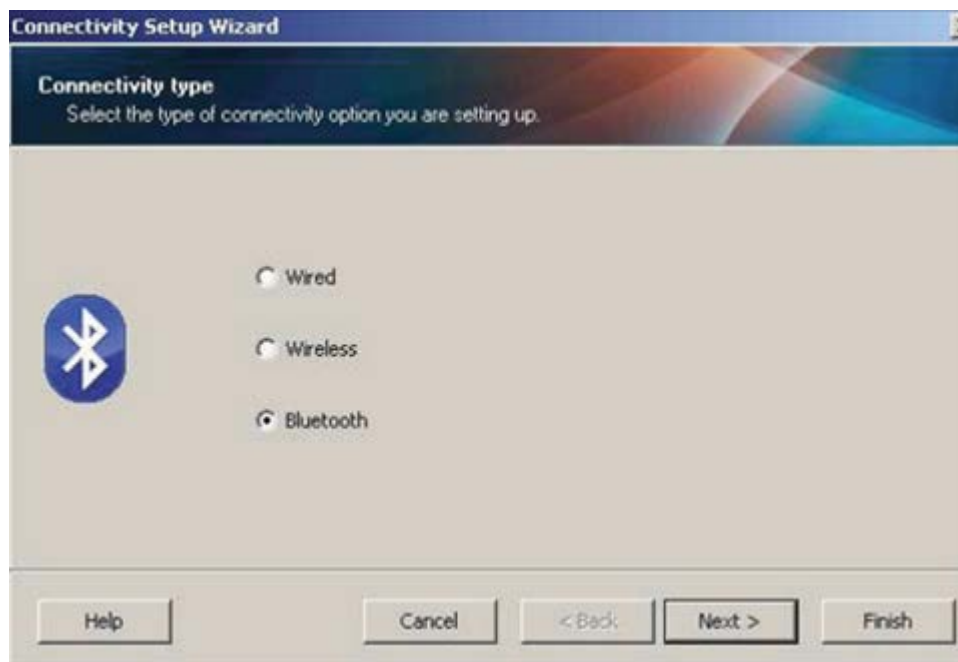 Connectivity Setup Wizard
Connectivity type
Select the type of connectivity option you are setting up.
Wired
Wireless
Bluetooth
Help
Cancel
< Back
Next >
Finish